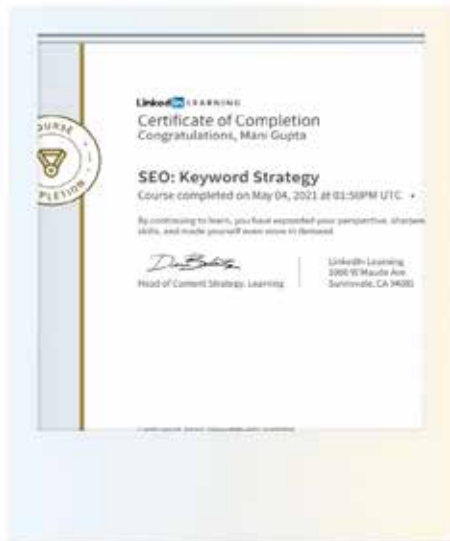 LinkedIn LEARNING
Certificate of Completion
Congratulations, Mani Gupta
COURSE
COMPLETION
SEO: Keyword Strategy
Course completed on May 04, 2021 at 01:50PM UTC •
By continuing to learn, you have expanded your perspective, sharpen
skills, and made yourself even more in demand
Head of Content Strategy, Learning
LinkedIn Learning
1000 W Maude Ave
Sunnyvale, CA 94085